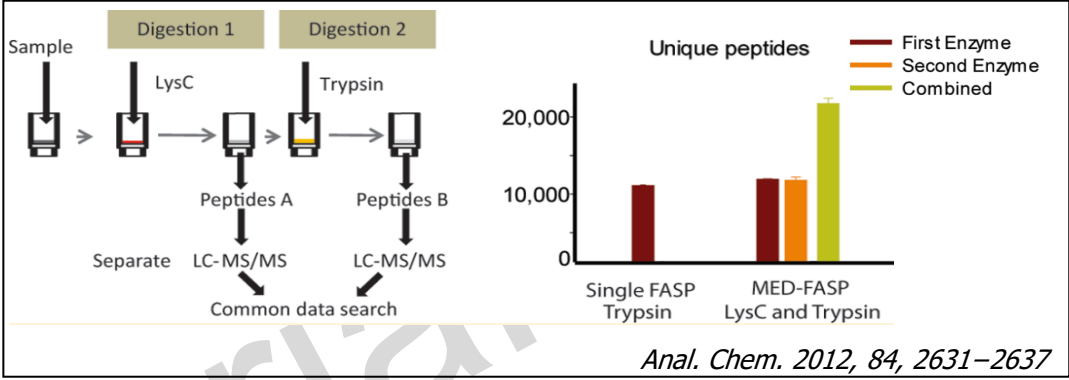 Digestion 1
Digestion 2
Sample
LysC
Trypsin
Peptides A
Peptides B
Separate
LC-MS/MS
LC-MS/MS
Common data search
Unique peptides
First Enzyme
Second Enzyme
Combined
20,000
10,000
0
Single FASP
Trypsin
MED-FASP
LysC and Trypsin
Anal. Chem. 2012, 84, 2631−2637